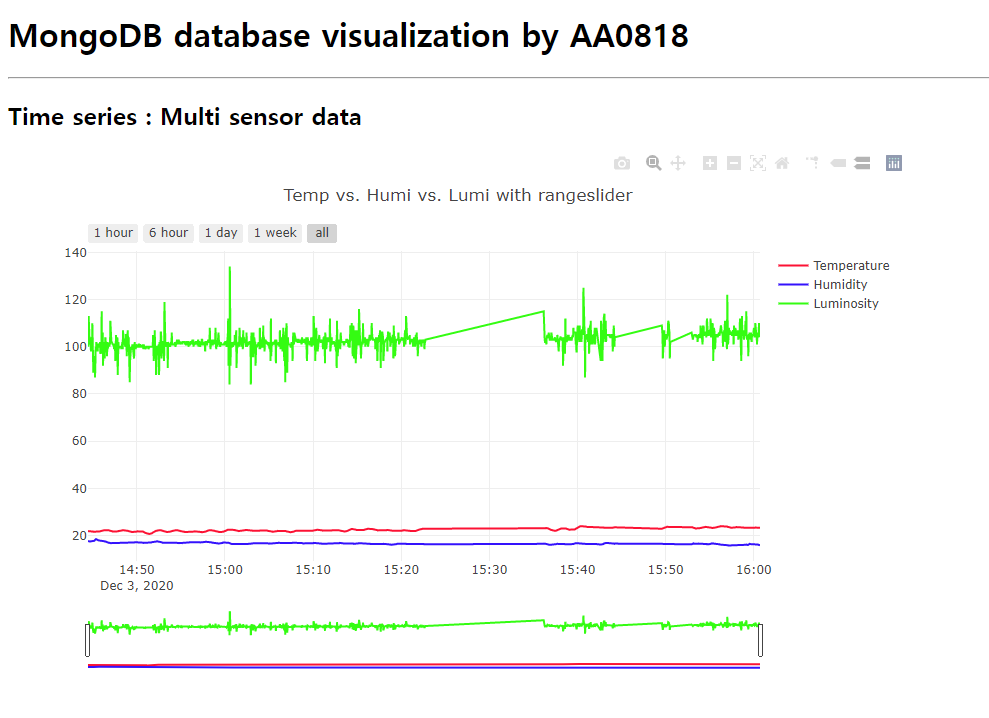 MongoDB database visualization by AA0818
Time series : Multi sensor data
Temp vs. Humi vs. Lumi with rangeslider
1 hour 6 hour 1 day 1 week all
140
120
100
80
60
40
20
Temperature
Humidity
Luminosity
14:50 15:00 15:10 15:20 15:30 15:40 15:50 16:00
Dec 3, 2020